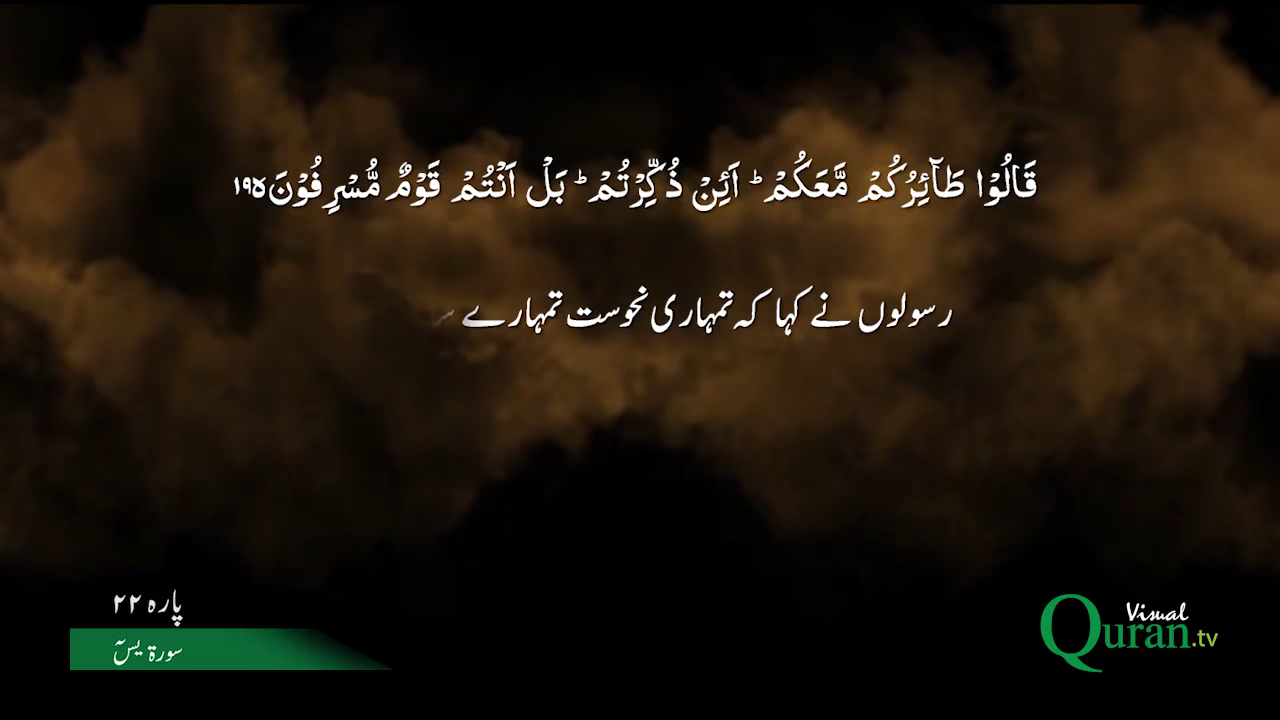 قَالُوْا طَآئِرُكُمْ مَّعَكُمْ ؕ اَئِنْ ذُكِّرْتُمْ ؕ بَلْ اَنْتُمْ قَوْمٌ مُّسْرِفُوْنَ ۱۹
رسولوں نے کہا کہ تمہاری نحوست تمہارے
پارہ ۲۲
سورۃ یٰسٓ
Visual
Quran.tv